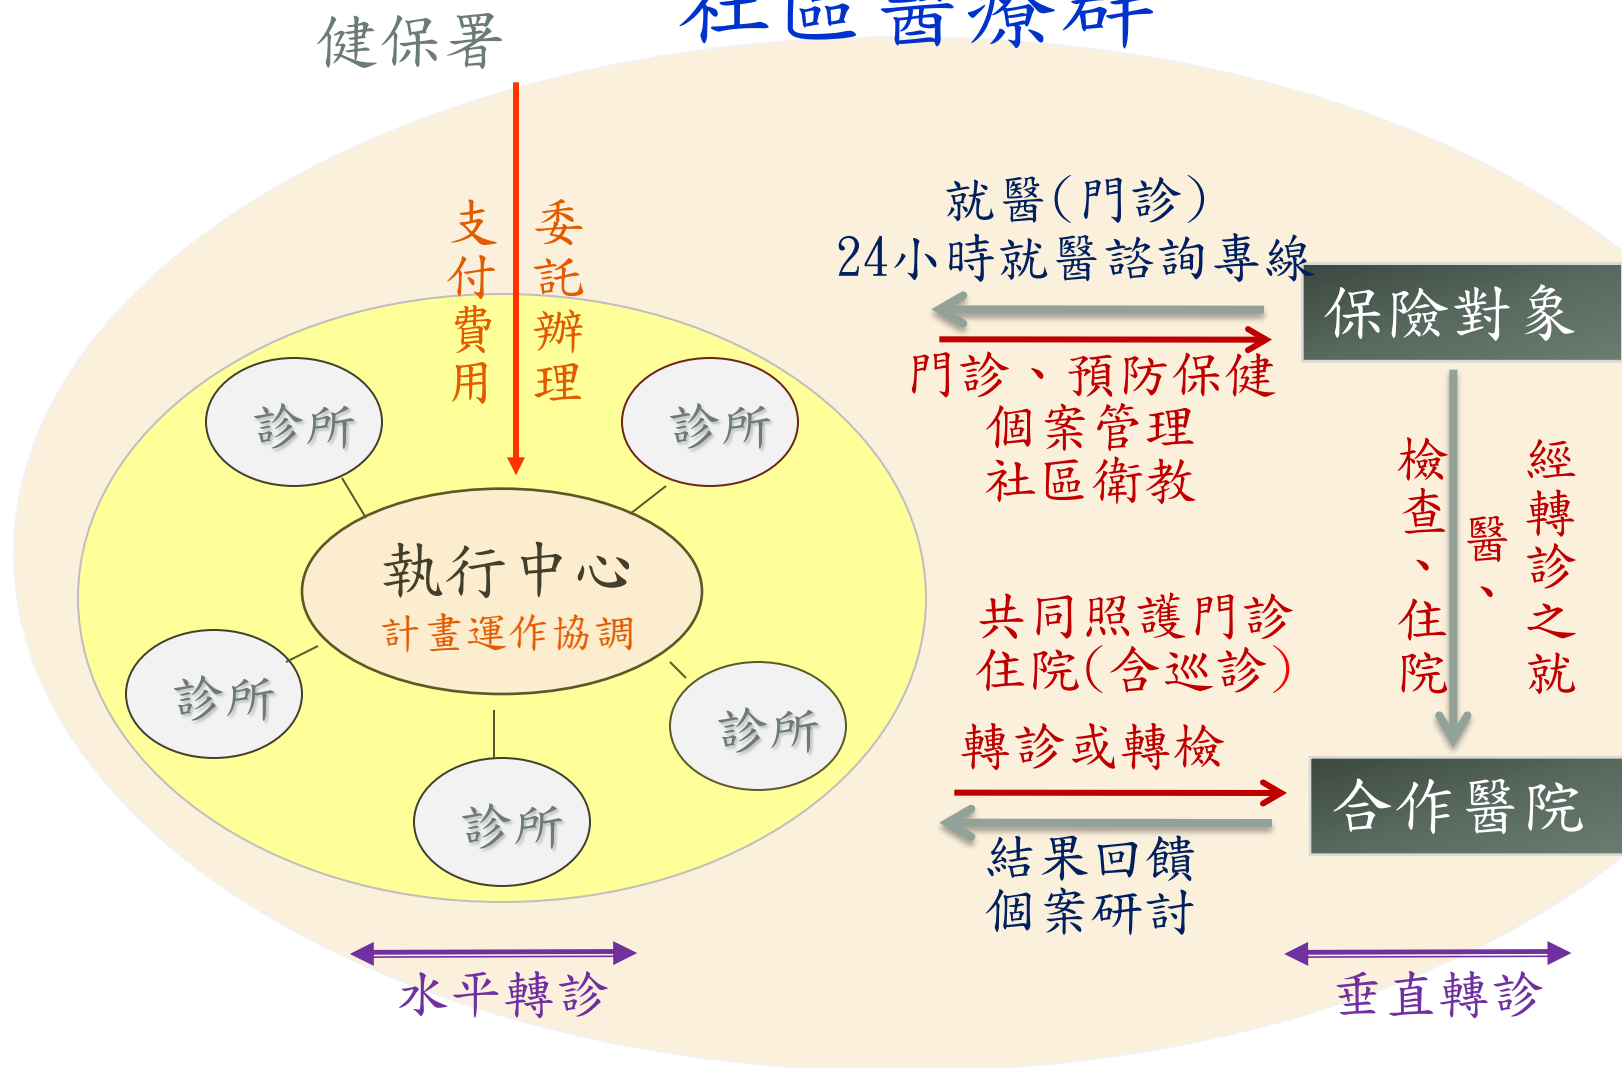 社區醫療群
健保署
支付費用
委託辦理
就醫(門診)
24小時就醫諮詢專線
保險對象
門診、預防保健
個案管理
社區衛教
診所
診所
執行中心
計畫運作協調
診所
診所
診所
經轉診之就
醫、
檢查、住院
共同照護門診
住院(含巡診)
轉診或轉檢
合作醫院
結果回饋
個案研討
水平轉診
垂直轉診